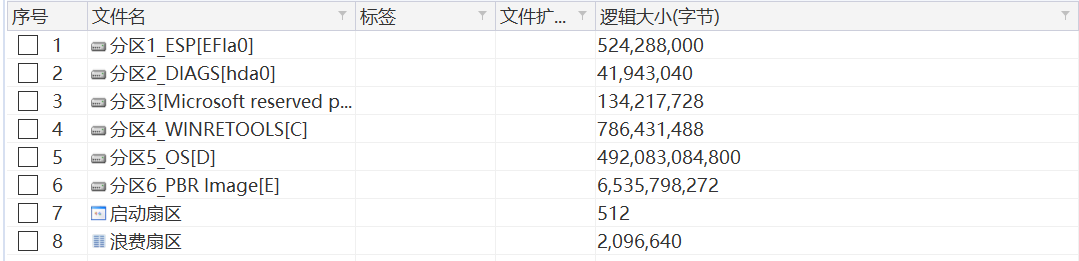 序号 文件名 标签 文件扩... 逻辑大小(字节)
1 分区1_ESP[EFIa0] 524,288,000
2 分区2_DIAGS[hda0] 41,943,040
3 分区3[Microsoft reserved p... 134,217,728
4 分区4_WINRETOOLS[C] 786,431,488
5 分区5_OS[D] 492,083,084,800
6 分区6_PBR Image[E] 6,535,798,272
7 启动扇区 512
8 浪费扇区 2,096,640